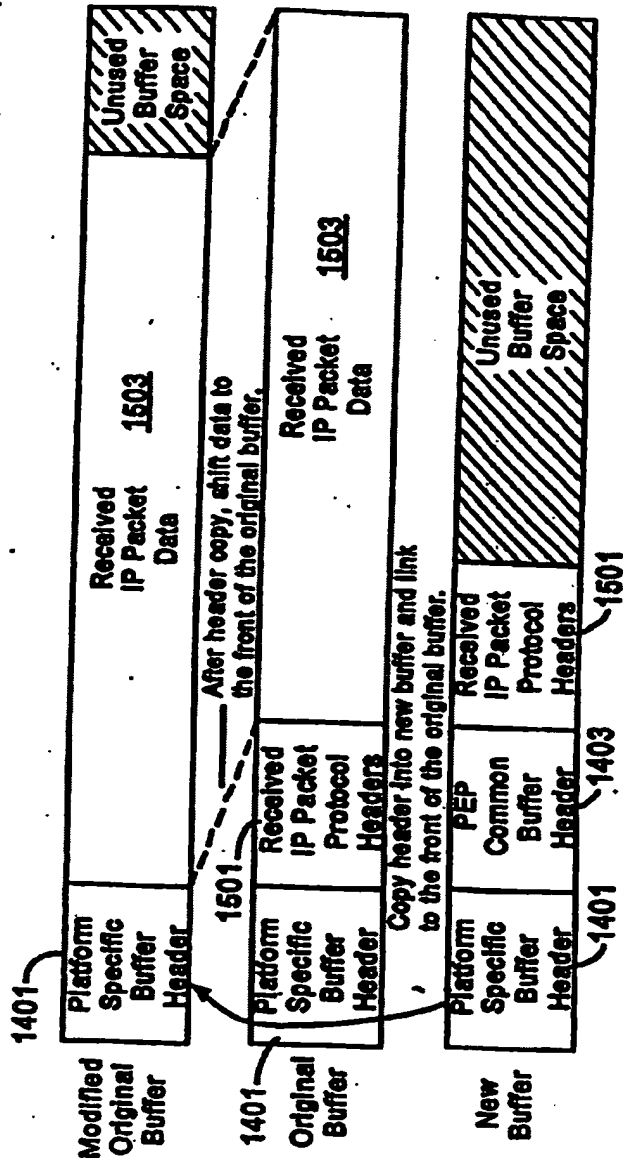 1401
Modified
Original
Buffer
Platform
Specific
Buffer
Header
Received
IP Packet
Data
1503
Unused
Buffer
Space
After header copy, shift data to
the front of the original buffer.
1401
Original
Buffer
Platform
Specific
Buffer
Header
1501
Received
IP Packet
Protocol
Headers
Received
IP Packet
Data
1503
Copy header into new buffer and link
to the front of the original buffer.
New
Buffer
Platform
Specific
Buffer
Header
1401
PEP
Common
Buffer
Header
1403
Received
IP Packet
Protocol
Headers
1501
Unused
Buffer
Space